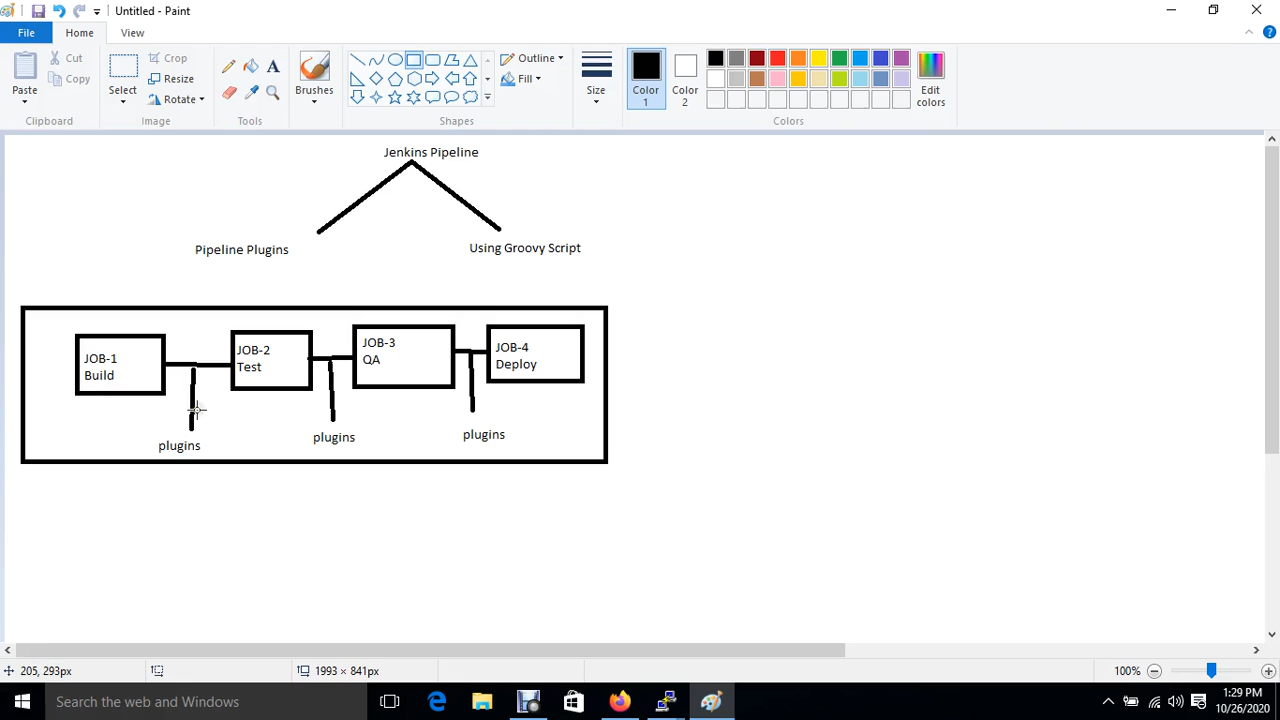 Untitled - Paint
File
Home
View
Paste
Cut
Copy
Clipboard
Select
Crop
Resize
Rotate
Image
A
Tools
Brushes
Shapes
Outline
Fill
Size
Color
1
Color
2
Edit
colors
Colors
Jenkins Pipeline
Pipeline Plugins
Using Groovy Script
JOB-1
Build
JOB-2
Test
JOB-3
QA
JOB-4
Deploy
plugins
plugins
plugins
205, 293px
1993 × 841px
100%
Search the web and Windows
1:29 PM
10/26/2020